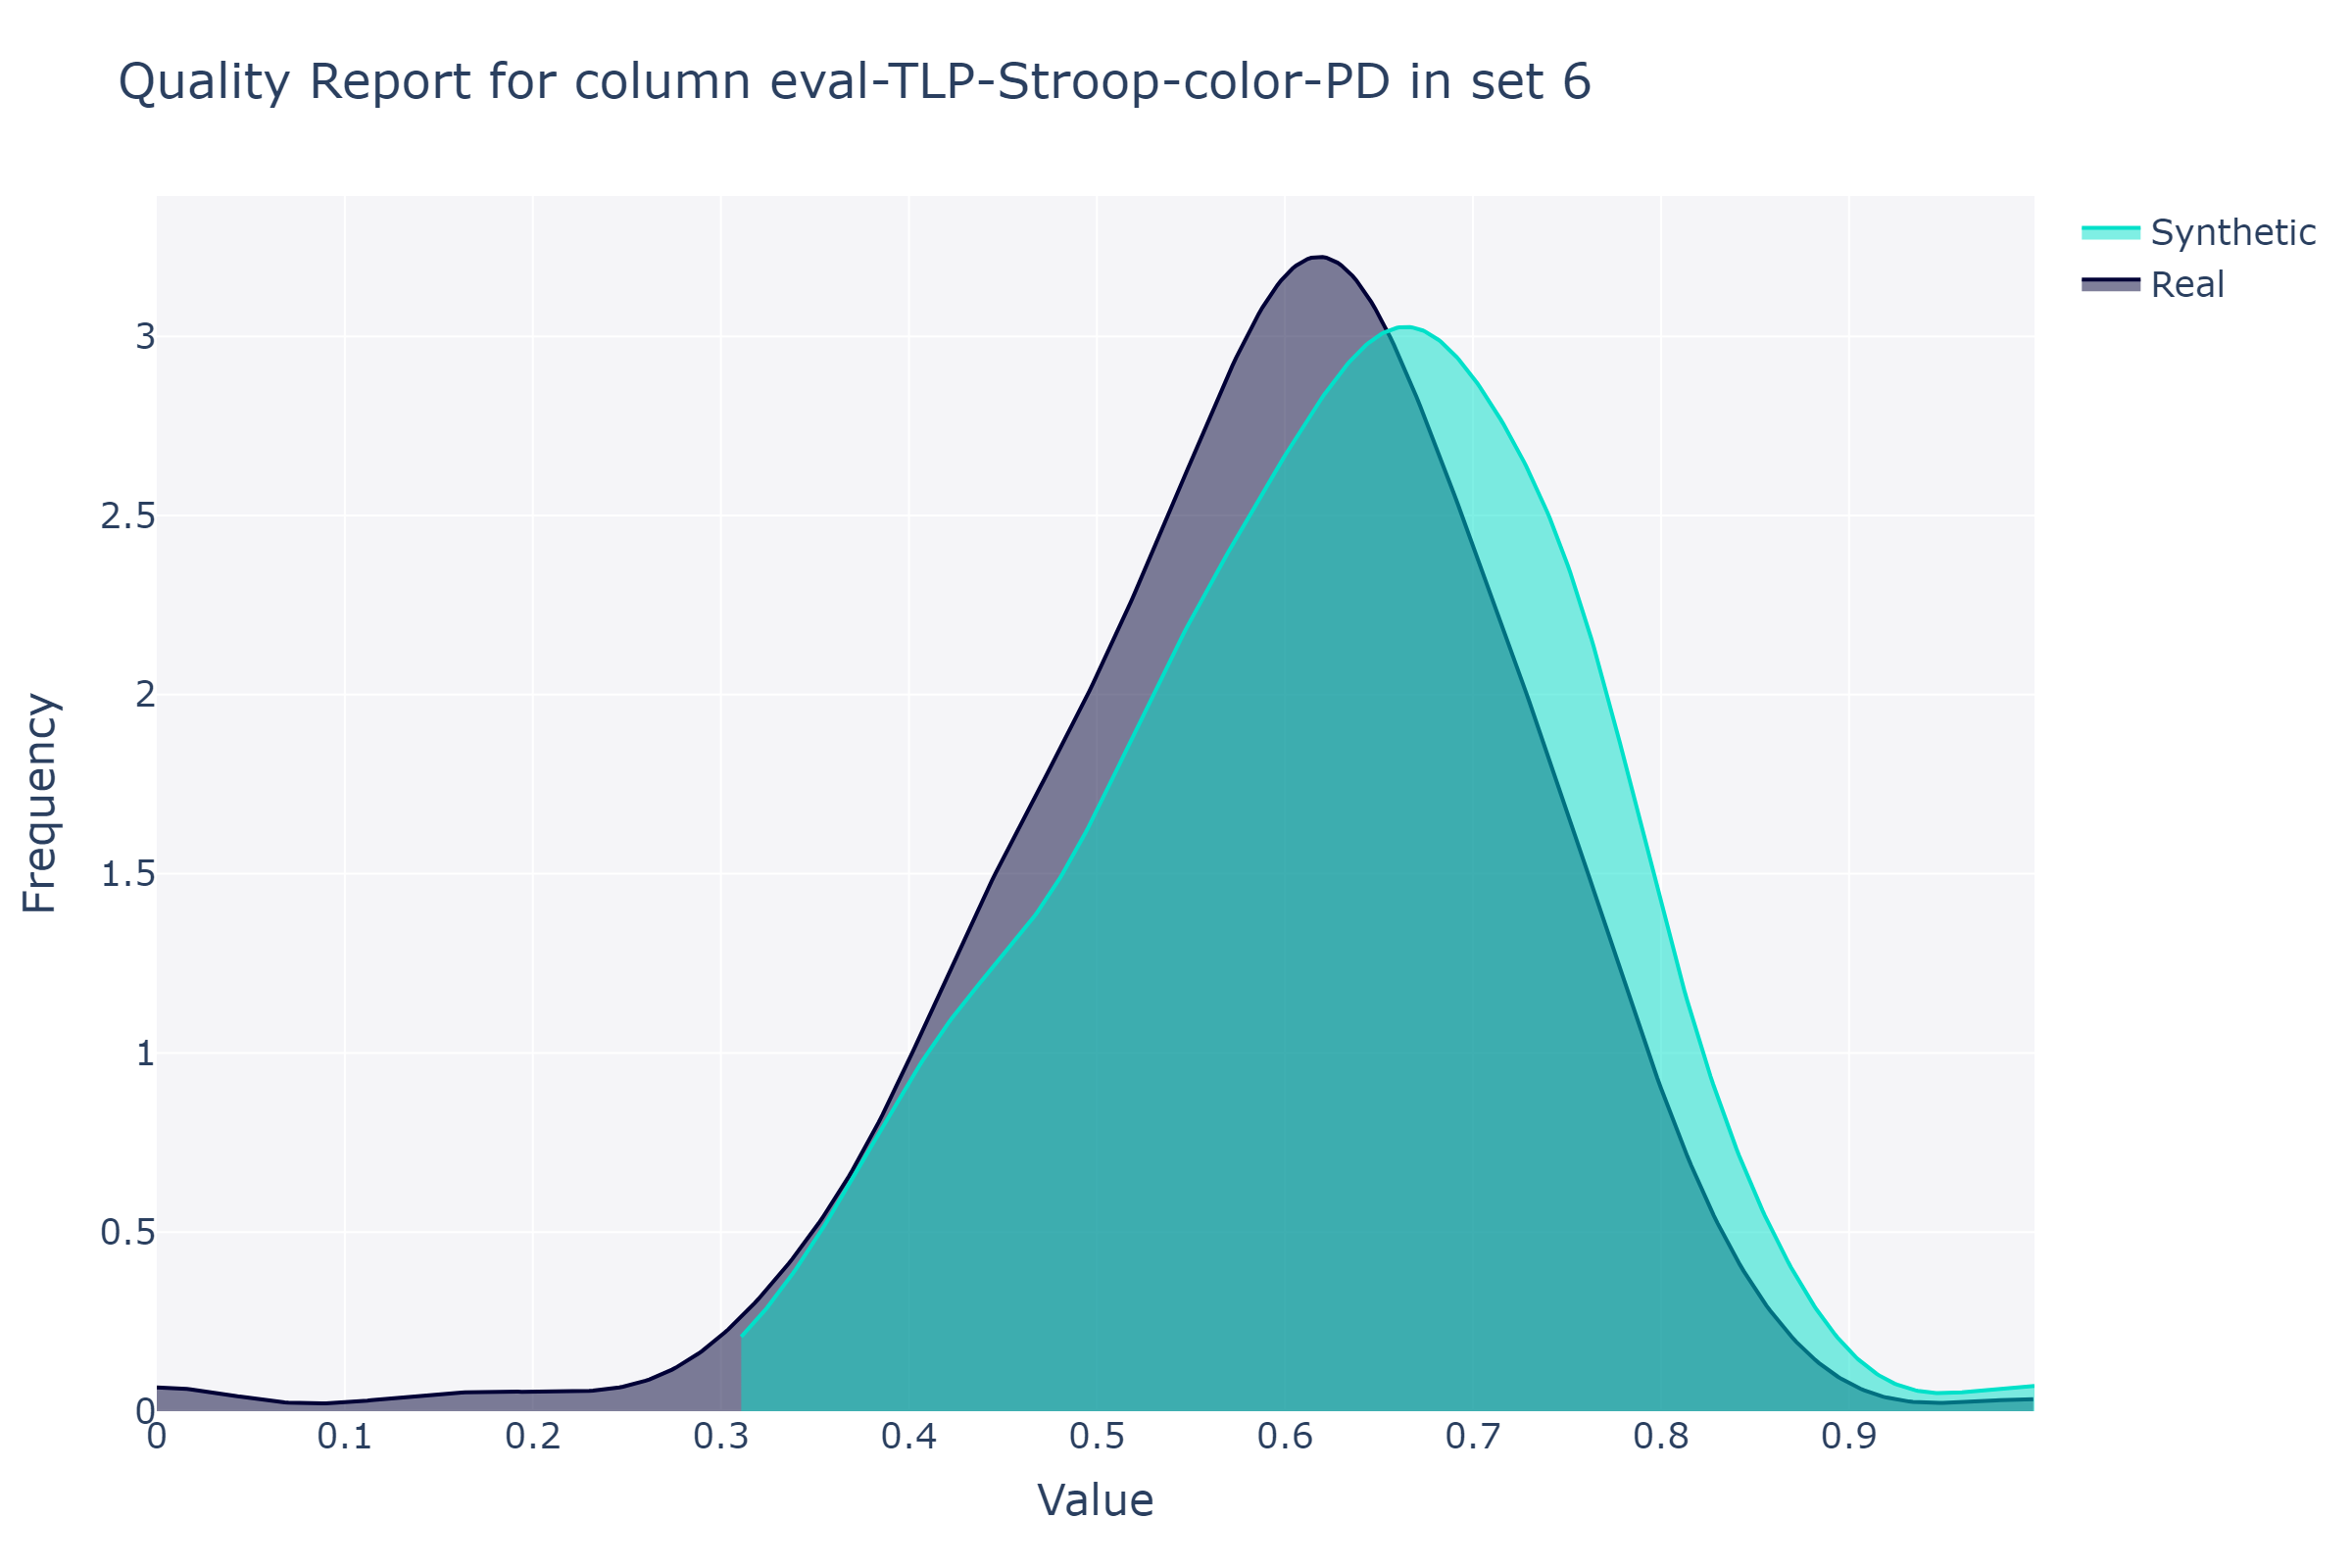 Quality Report for column eval-TLP-Stroop-color-PD in set 6
Synthetic
Real
Frequency
3
2.5
2
1.5
1
0.5
0
0 0.1 0.2 0.3 0.4 0.5 0.6 0.7 0.8 0.9
Value